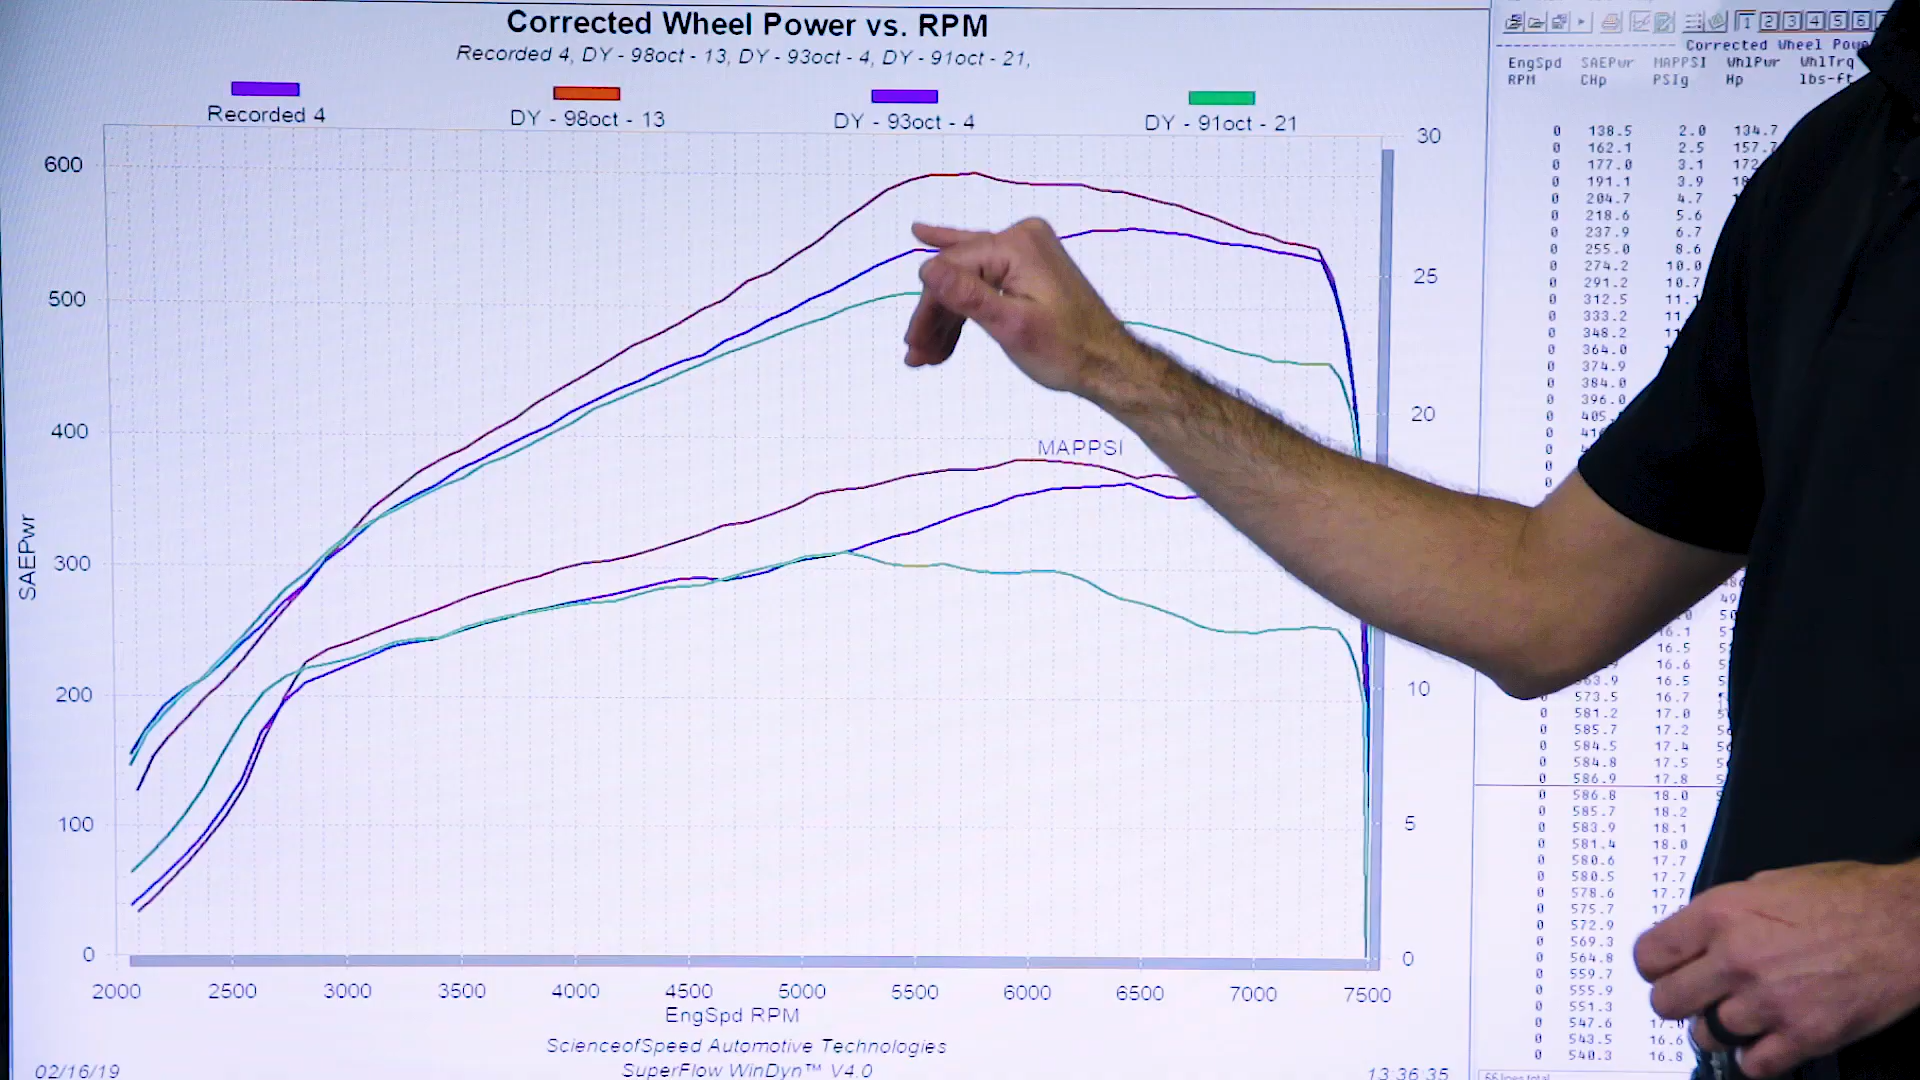 Corrected Wheel Power vs. RPM
Recorded 4, DY - 98oct - 13, DY - 93oct - 4, DY - 91oct - 21,
Recorded 4
DY - 98oct - 13
DY - 93oct - 4
DY - 91oct - 21
600
500
400
300
200
100
0
SAEPwr
30
25
20
10
5
0
MAPPSI
2000 2500 3000 3500 4000 4500 5000 5500 6000 6500 7000 7500
EngSpd RPM
ScienceofSpeed Automotive Technologies
SuperFlow WinDyn™ V4.0
02/16/19
13:36:35
1 2 3 4 5 6
Corrected Wheel
EngSpd SAEPwr MAPPSI WhlPwr WhlTrq
RPM CHp PSIg Hp lbs-ft
0 138.5 2.0 134.7
0 162.1 2.5
0 177.0 3.1
0 191.1 3.9
0 204.7 4.7
0 218.6 5.6
0 237.9 6.7
0 255.0 8.6
0 274.2 10.0
0 291.2 10.7
0 312.5
0 333.2
0 348.2
0 364.0
0 374.9
0 384.0
0 396.0
0
0
0
0
16.1
16.5
16.6
16.5
0 573.5 16.7
0 581.2 17.0
0 585.7 17.2
0 584.5 17.4
0 584.8 17.5
0 586.9 17.8
0 586.8 18.0
0 585.7 18.2
0 583.9 18.1
0 581.4 18.0
0 580.6 17.7
0 580.5 17.7
0 578.6 17.7
0 575.7
0 572.9
0 569.3
0 564.8
0 559.7
0 555.9
0 551.3
0 547.6
0 543.5 16.6
0 540.3 16.8